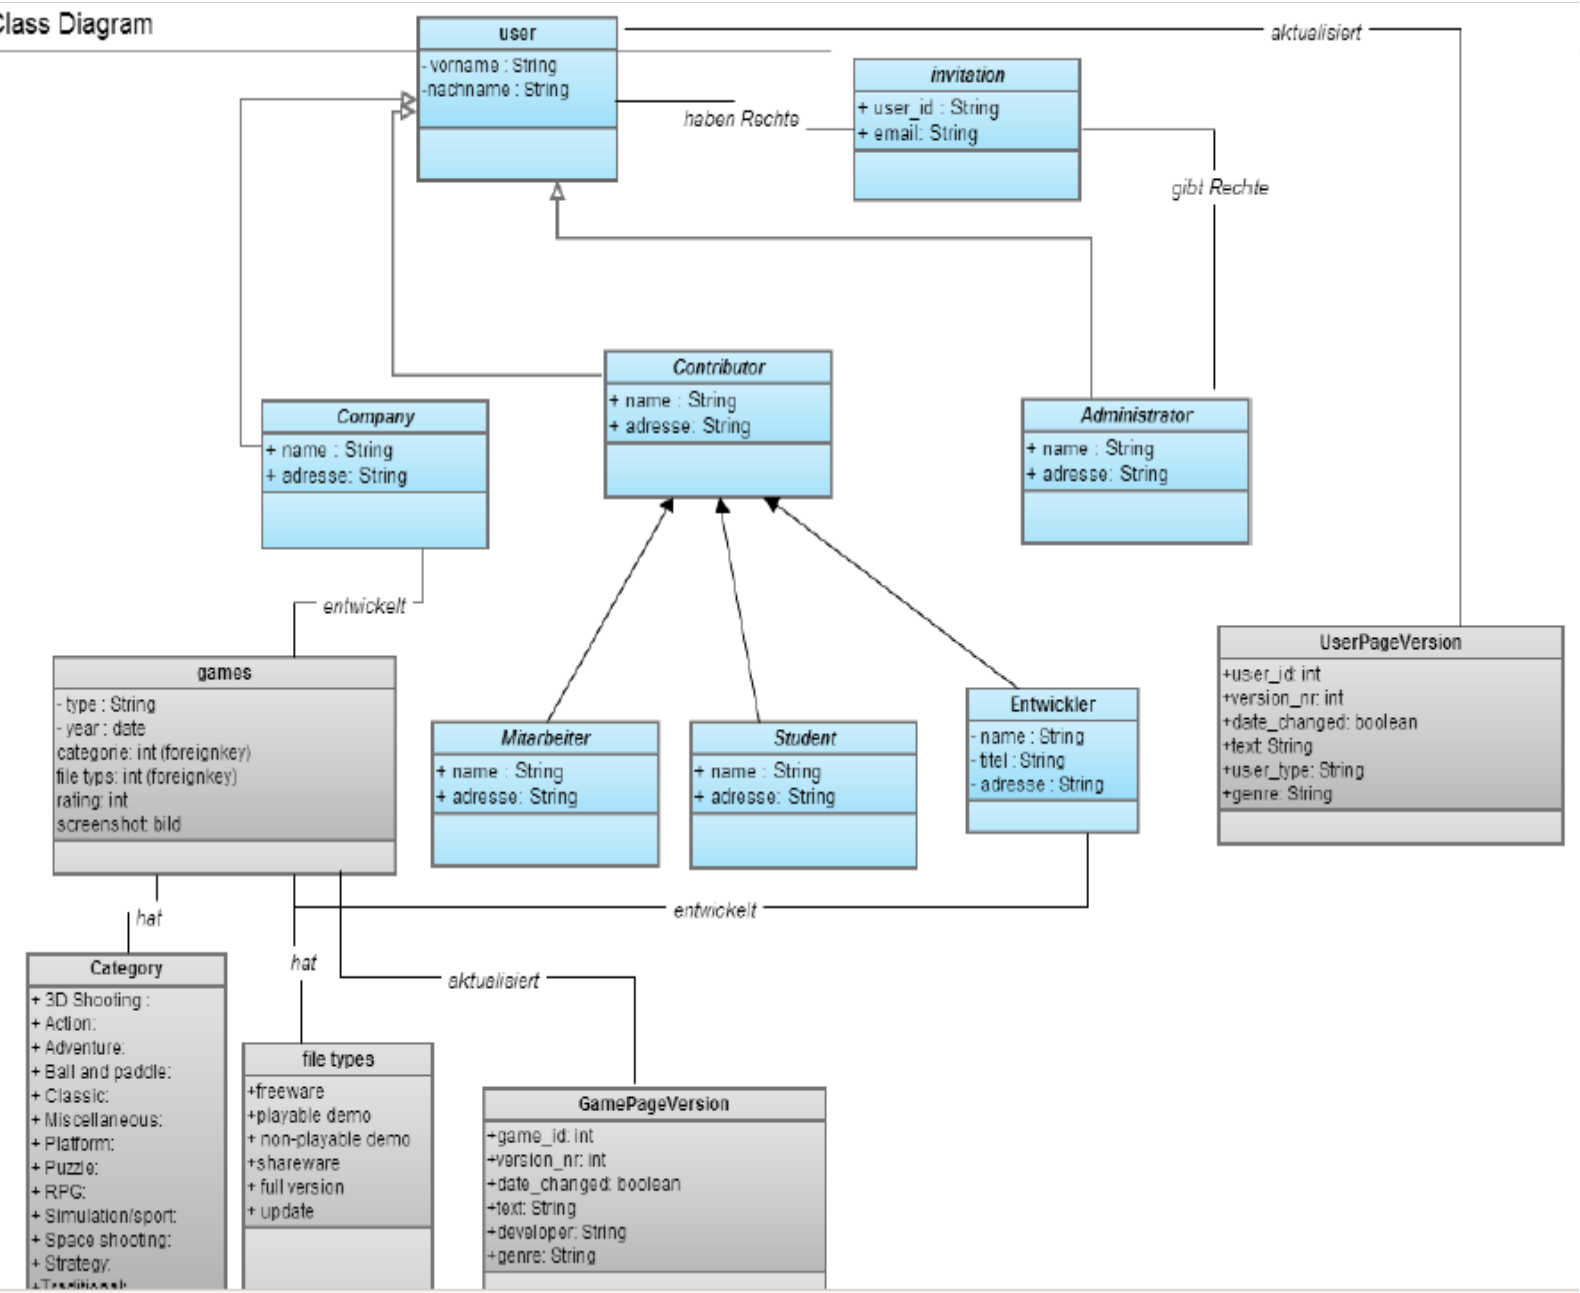 Class Diagram
user
- vorname : String
-nachname : String
aktualisiert
invitation
+ user_id : String
+ email: String
haben Rechte
gibt Rechte
Contributor
+ name : String
+ adresse: String
Company
+ name : String
+ adresse: String
Administrator
+ name : String
+ adresse: String
entwickelt
games
- type : String
- year : date
categorie: int (foreignkey)
file typs: int (foreignkey)
rating: int
screenshot: bild
Mitarbeiter
+ name : String
+ adresse: String
Student
+ name : String
+ adresse: String
Entwickler
- name : String
- titel : String
- adresse : String
UserPageVersion
+user_id: int
+version_nr: int
+date_changed: boolean
+text: String
+user_type: String
+genre: String
hat
entwickelt
hat
aktualisiert
Category
+ 3D Shooting :
+ Action:
+ Adventure:
+ Ball and paddle:
+ Classic:
+ Miscellaneous:
+ Platform:
+ Puzzle:
+ RPG:
+ Simulation/sport:
+ Space shooting:
+ Strategy:
+Traditional:
file types
+freeware
+playable demo
+ non-playable demo
+shareware
+ full version
+ update
GamePageVersion
+game_id: int
+version_nr: int
+date_changed: boolean
+text: String
+developer: String
+genre: String